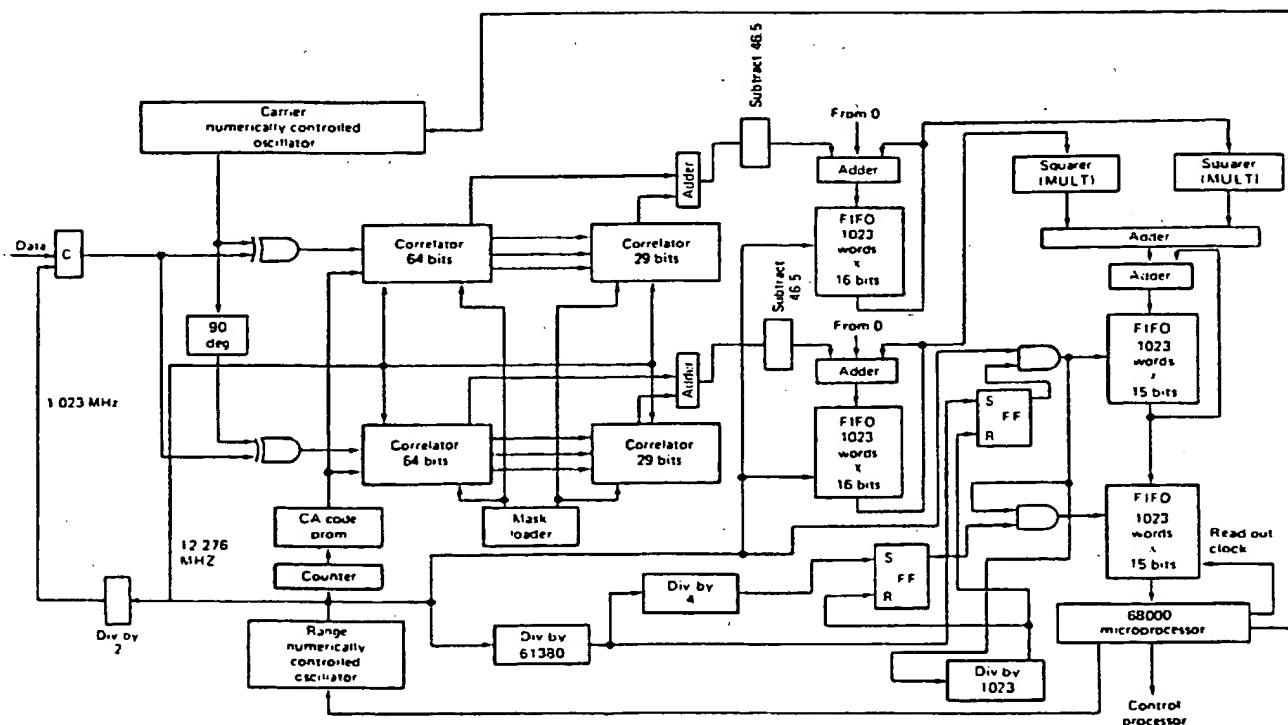 Subtract 46.5
Carrier
numerically controlled
oscillator
From 0
Adder
Adder
Squarer
(MULT)
Squarer
(MULT)
Data
C
Correlator
64 bits
Correlator
29 bits
FIFO
1023
words
x
16 bits
Adder
Adder
90
deg
Subtract
46.5
From 0
Adder
Adder
FIFO
1023
words
x
15 bits
1.023 MHz
S
FF
R
Correlator
64 bits
Correlator
29 bits
FIFO
1023
words
x
16 bits
FIFO
1023
words
x
15 bits
Read out
clock
CA code
prom
Mask
loader
12.276
MHZ
Counter
Div by
4
S
FF
R
Div by
2
Range
numerically
controlled
oscillator
Div by
61380
68000
microprocessor
Div by
1023
Control
processor